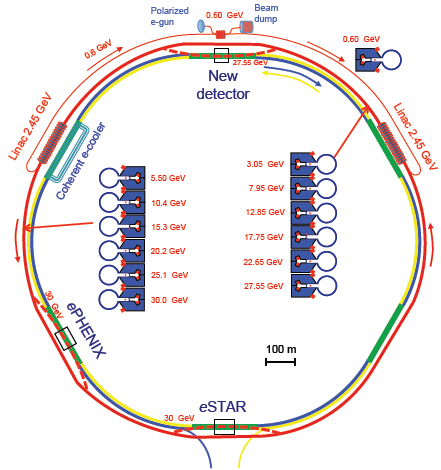 Polarized
e-gun
0.60 GeV
Beam
dump
0.60 GeV
0.6 GeV
27.55 GeV
New
detector
Linac 2.45 GeV
Linac 2.45 GeV
Coherent e-cooler
5.50 GeV
10.4 GeV
15.3 GeV
20.2 GeV
25.1 GeV
30.0 GeV
3.05 GeV
7.95 GeV
12.85 GeV
17.75 GeV
22.65 GeV
27.55 GeV
30 GeV
ePHENIX
100 m
eSTAR
30 GeV